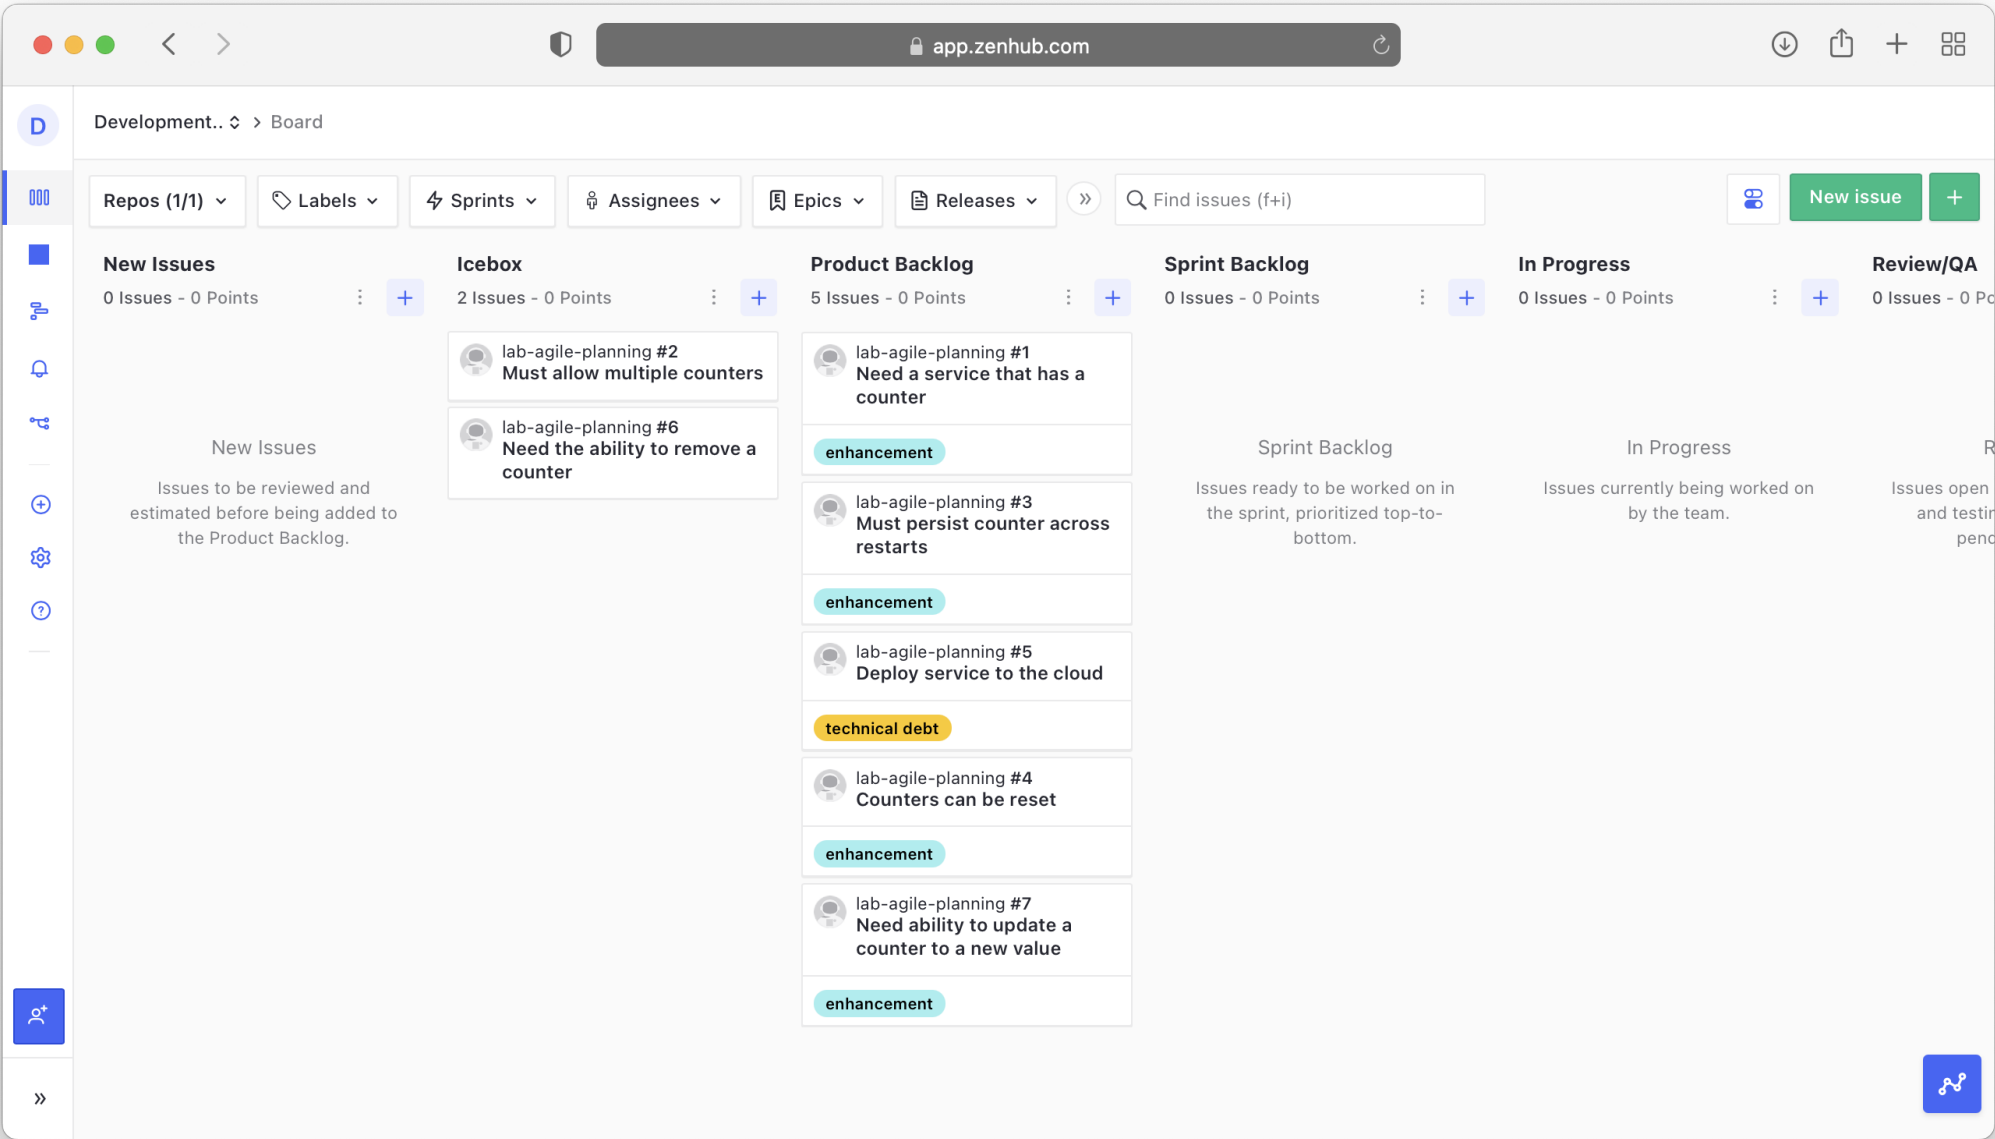 app.zenhub.com
D
Development.. > Board
Repos (1/1)
Labels
Sprints
Assignees
Epics
Releases
Find issues (f+i)
New issue
New Issues
0 Issues - 0 Points
New Issues
Issues to be reviewed and
estimated before being added to
the Product Backlog.
Icebox
2 Issues - 0 Points
lab-agile-planning #2
Must allow multiple counters
lab-agile-planning #6
Need the ability to remove a
counter
Product Backlog
5 Issues - 0 Points
lab-agile-planning #1
Need a service that has a
counter
enhancement
lab-agile-planning #3
Must persist counter across
restarts
enhancement
lab-agile-planning #5
Deploy service to the cloud
technical debt
lab-agile-planning #4
Counters can be reset
enhancement
lab-agile-planning #7
Need ability to update a
counter to a new value
enhancement
Sprint Backlog
0 Issues - 0 Points
Sprint Backlog
Issues ready to be worked on in
the sprint, prioritized top-to-
bottom.
In Progress
0 Issues - 0 Points
In Progress
Issues currently being worked on
by the team.
Review/QA
0 Issues - 0 Po
R
Issues open
and testin
pend